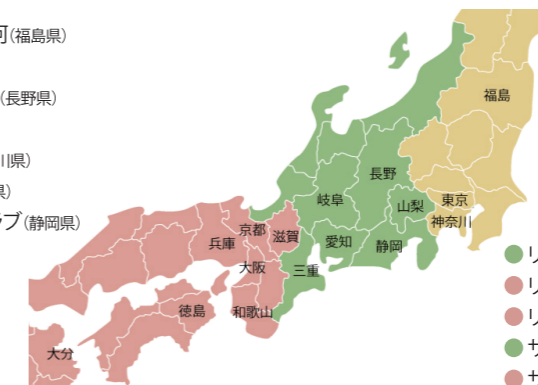 可(福島県)
(長野県)
川県)
県)
ラブ(静岡県)
福島
長野
岐阜
山梨
東京
神奈川
京都
滋賀
兵庫
愛知
静岡
大阪
三重
徳島
和歌山
大分
リ
リ
リ
サ
サ